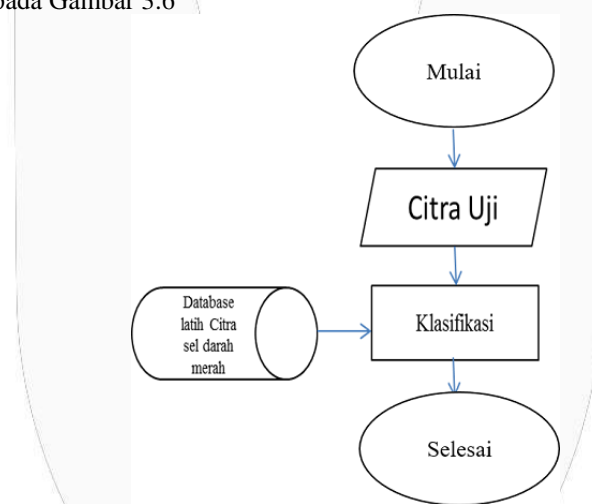 pada Gambar 3.6
Mulai
Citra Uji
Database
latih Citra
sel darah
merah
Klasifikasi
Selesai